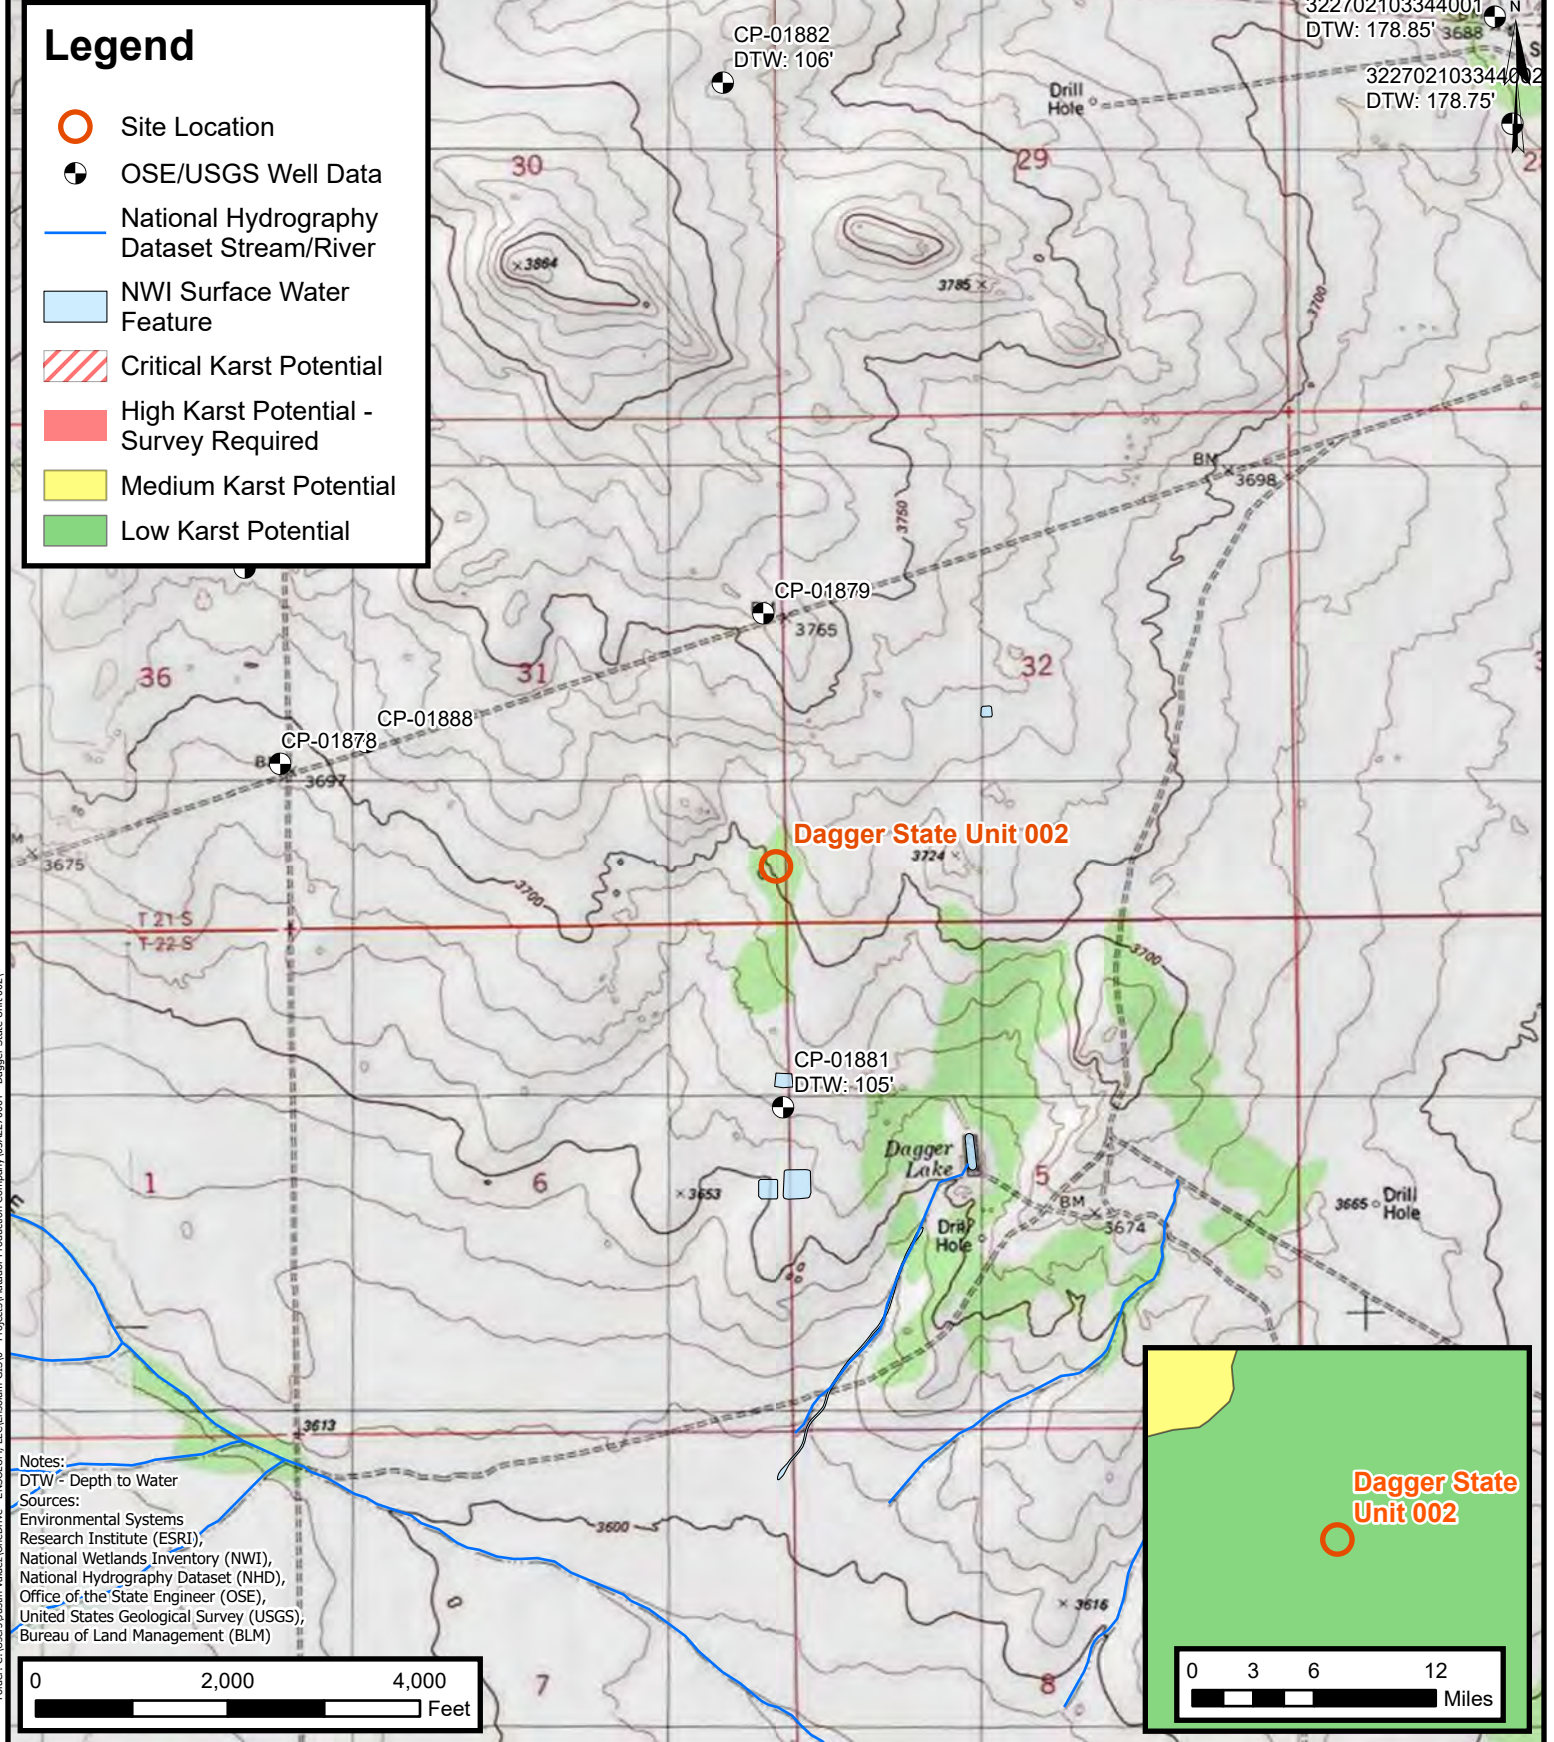 Legend
Site Location
OSE/USGS Well Data
National Hydrography
Dataset Stream/River
NWI Surface Water
Feature
Critical Karst Potential
High Karst Potential -
Survey Required
Medium Karst Potential
Low Karst Potential
CP-01882
DTW: 106'
322702103344001
DTW: 178.85'
3688
N
S
322702103344002
DTW: 178.75'
Drill
Hole
30
29
3864
3785
3700
BM
3698
3750
CP-01879
3765
36
31
32
CP-01888
CP-01878
3697
M
3675
Dagger State Unit 002
3724
3700
T 21 S
T 22 S
3700
CP-01881
DTW: 105'
Dagger
Lake
1
6
3653
5
BM
3674
3665
Drill
Hole
Hole
3613
3600
3616
7
8
Notes:
DTW - Depth to Water
Sources:
Environmental Systems
Research Institute (ESRI),
National Wetlands Inventory (NWI),
National Hydrography Dataset (NHD),
Office of the State Engineer (OSE),
United States Geological Survey (USGS),
Bureau of Land Management (BLM)
0 2,000 4,000
Feet
Dagger State
Unit 002
0 3 6 12
Miles